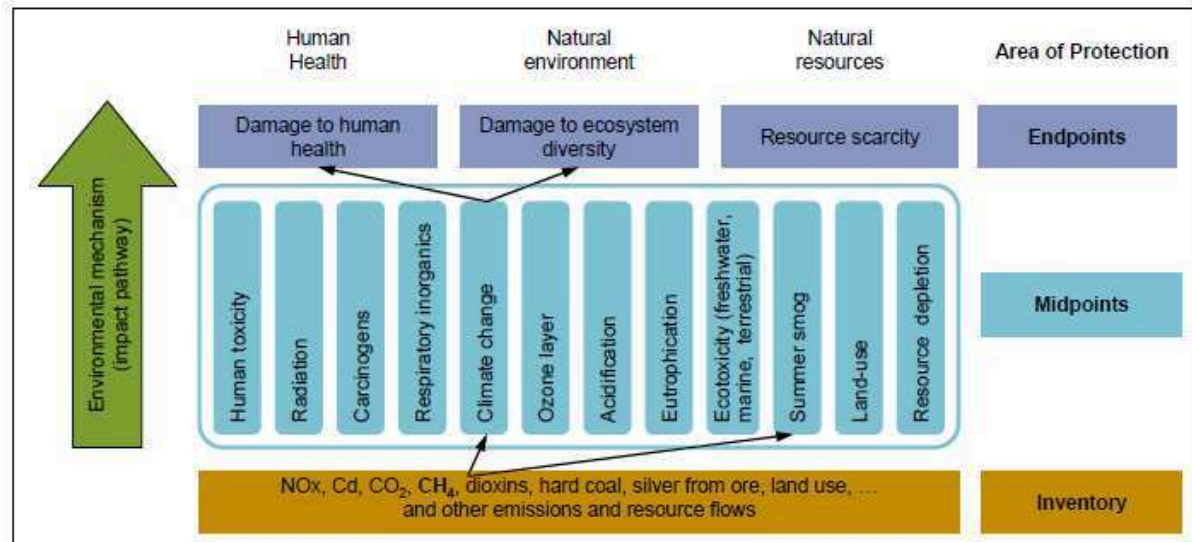 Human
Health
Natural
environment
Natural
resources
Area of Protection
Damage to human
health
Damage to ecosystem
diversity
Resource scarcity
Endpoints
Environmental mechanism
(impact pathway)
Human toxicity
Radiation
Carcinogens
Respiratory inorganics
Climate change
Ozone layer
Acidification
Eutrophication
Ecotoxicity (freshwater,
marine, terrestrial)
Summer smog
Land-use
Resource depletion
Midpoints
NOx, Cd, CO₂, CH₄, dioxins, hard coal, silver from ore, land use, …
and other emissions and resource flows
Inventory